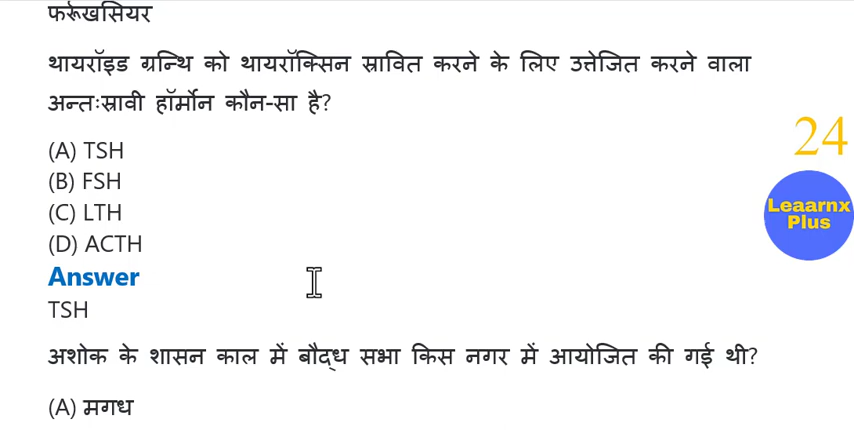 फर्रूखसियर
थायरॉइड ग्रन्थि को थायरॉक्सिन स्रावित करने के लिए उत्तेजित करने वाला
अन्तःस्रावी हॉर्मोन कौन-सा है?
(A) TSH
(B) FSH
(C) LTH
(D) ACTH
Answer
TSH
अशोक के शासन काल में बौद्ध सभा किस नगर में आयोजित की गई थी?
(A) मगध
24
Leaarnx
Plus